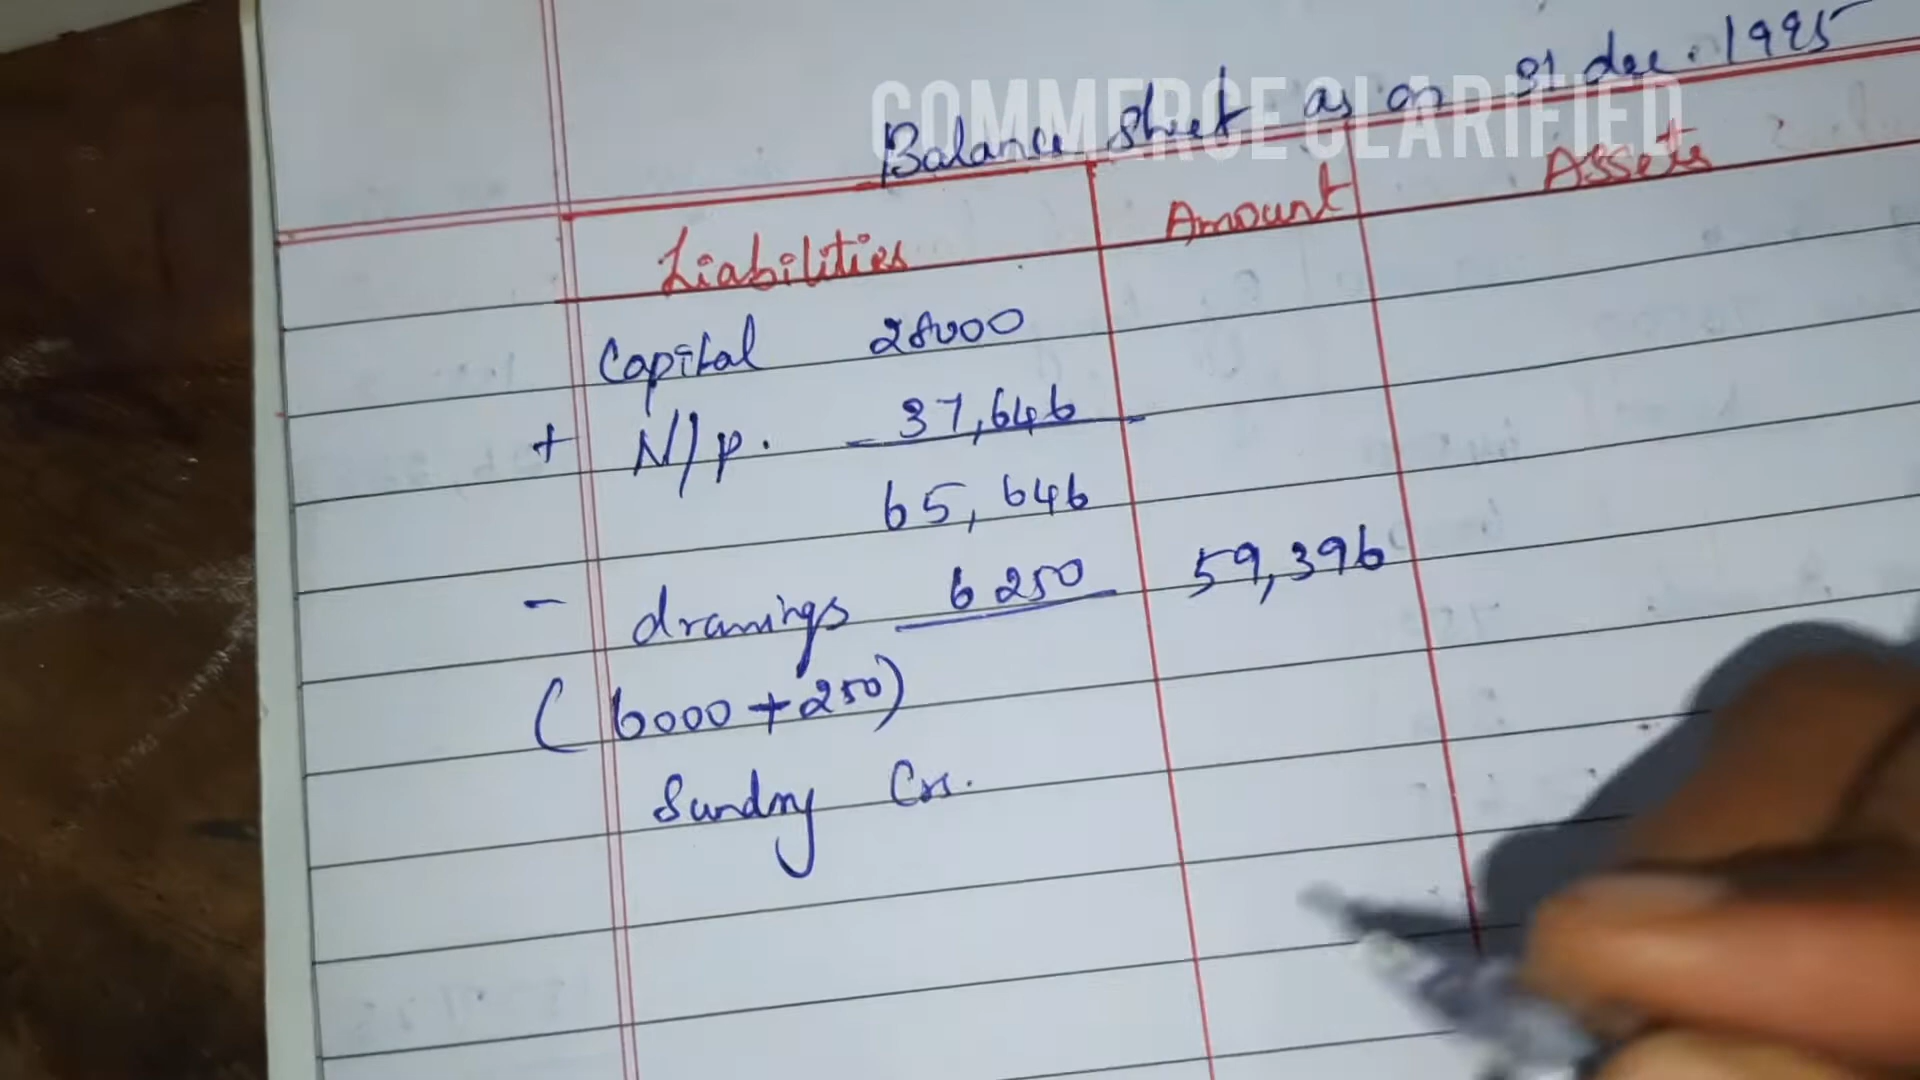 COMMERCE CLARIFIED
Balance sheet as on 31 dec. 1995
Liabilities Amount Assets
Capital 28000
+ N/p. 37,646
65,646
- drawings 6250 59,396
(6000+250)
Sundry Crs.